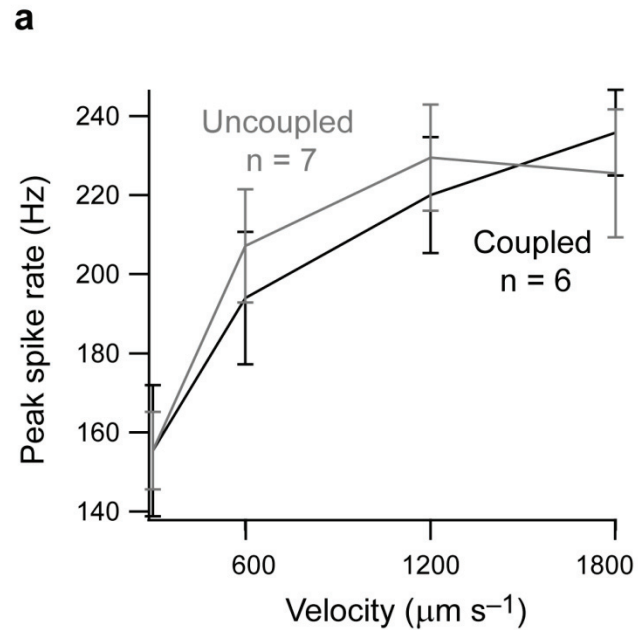 a
240
220
200
180
160
140
Peak spike rate (Hz)
Uncoupled
n = 7
Coupled
n = 6
600
1200
1800
Velocity (μm s⁻¹)